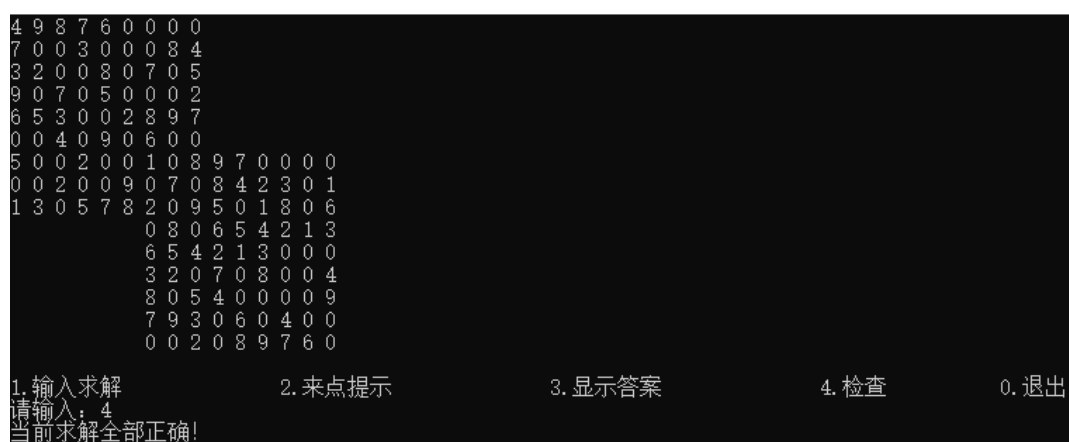 4 9 8 7 6 0 0 0 0
7 0 0 3 0 0 0 8 4
3 2 0 0 8 0 7 0 5
9 0 7 0 5 0 0 0 2
6 5 3 0 0 2 8 9 7
0 0 4 0 9 0 6 0 0
5 0 0 2 0 0 1 0 8 9 7 0 0 0 0
0 0 2 0 0 9 0 7 0 8 4 2 3 0 1
1 3 0 5 7 8 2 0 9 5 0 1 8 0 6
0 8 0 6 5 4 2 1 3
6 5 4 2 1 3 0 0 0
3 2 0 7 0 8 0 0 4
8 0 5 4 0 0 0 0 9
7 9 3 0 6 0 4 0 0
0 0 2 0 8 9 7 6 0
1.输入求解 2.来点提示 3.显示答案 4.检查 0.退出
请输入：4
当前求解全部正确!